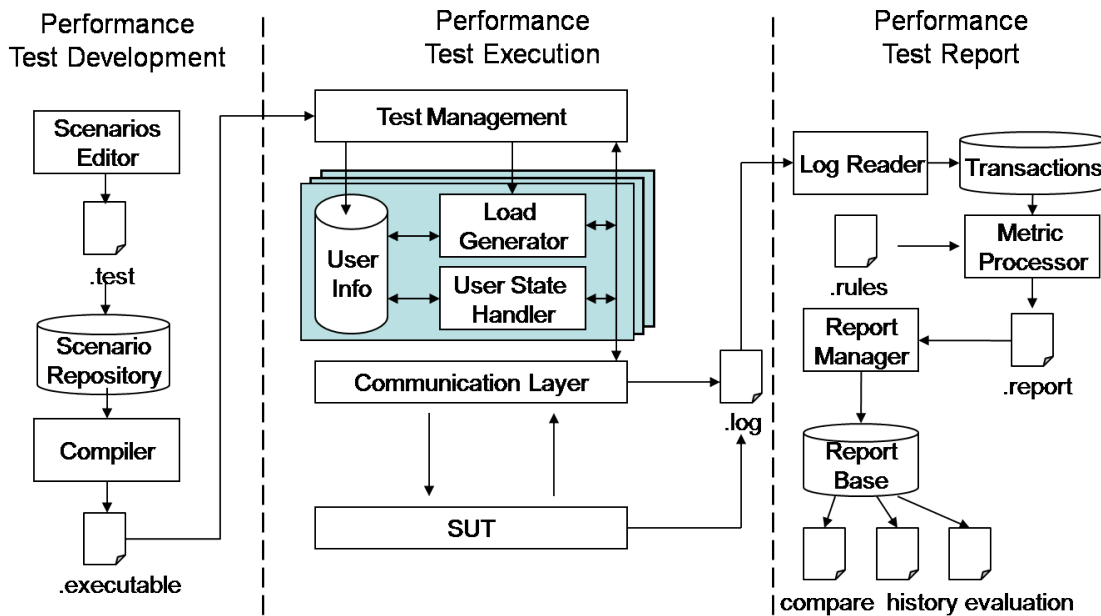 Performance
Test Development
Scenarios
Editor
.test
Scenario
Repository
Compiler
.executable
Performance
Test Execution
Test Management
User
Info
Load
Generator
User State
Handler
Communication Layer
.log
SUT
Performance
Test Report
Log Reader
Transactions
.rules
Metric
Processor
Report
Manager
.report
Report
Base
compare history evaluation